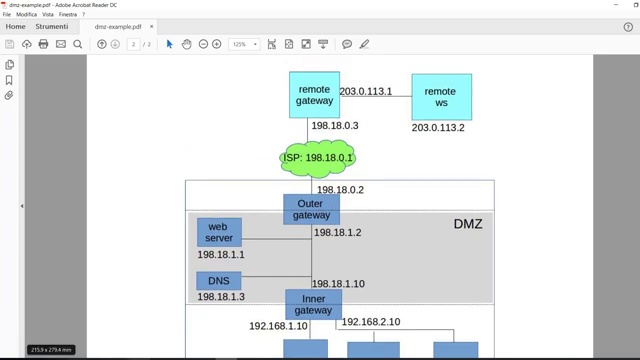 dmz-example.pdf - Adobe Acrobat Reader DC
File Modifica Vista Finestra ?
Home Strumenti dmz-example.pdf ×
2 / 2 125%
remote
gateway
203.0.113.1
remote
ws
198.18.0.3
203.0.113.2
ISP: 198.18.0.1
198.18.0.2
Outer
gateway
DMZ
web
server
198.18.1.2
198.18.1.1
DNS
198.18.1.10
198.18.1.3
Inner
gateway
192.168.1.10
192.168.2.10
215,9 x 279,4 mm